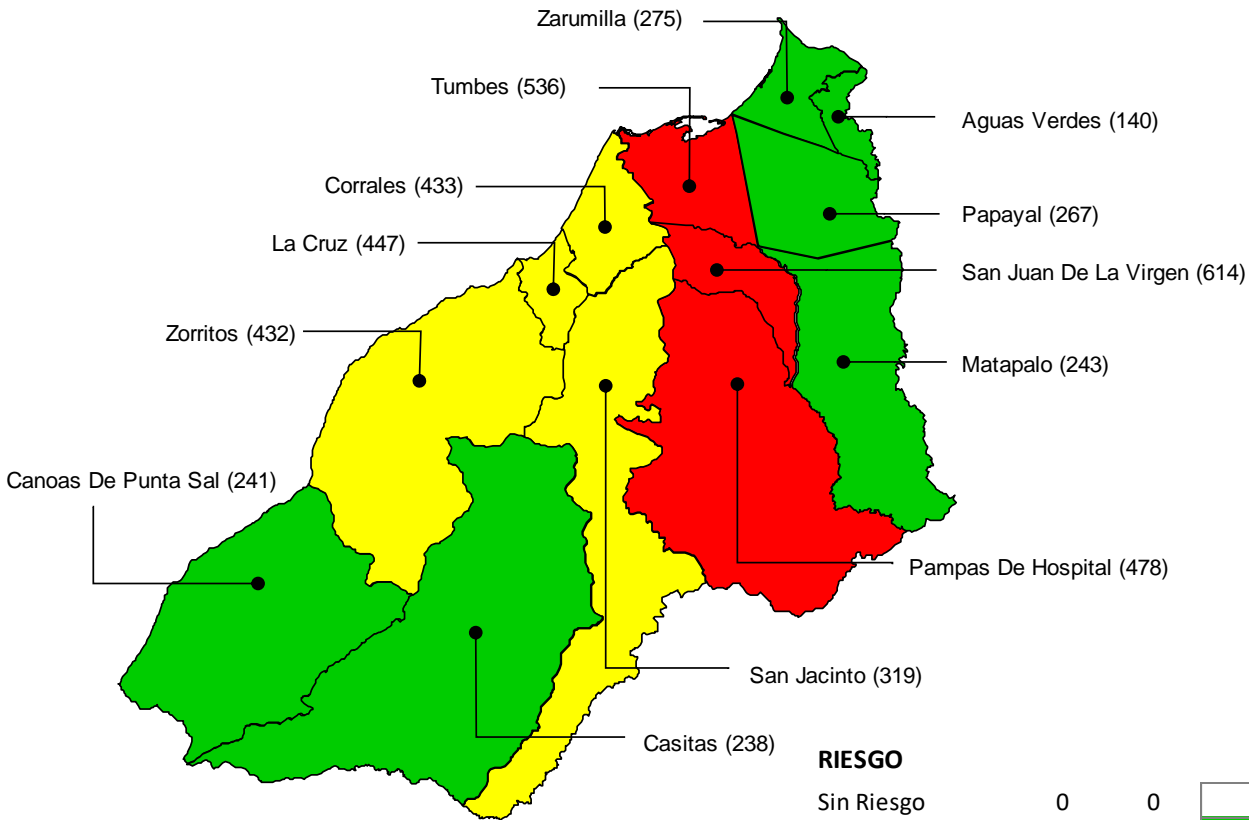 Zarumilla (275)
Tumbes (536)
Aguas Verdes (140)
Corrales (433)
Papayal (267)
La Cruz (447)
San Juan De La Virgen (614)
Zorritos (432)
Matapalo (243)
Canoas De Punta Sal (241)
Pampas De Hospital (478)
San Jacinto (319)
Casitas (238)
RIESGO
Sin Riesgo 0 0